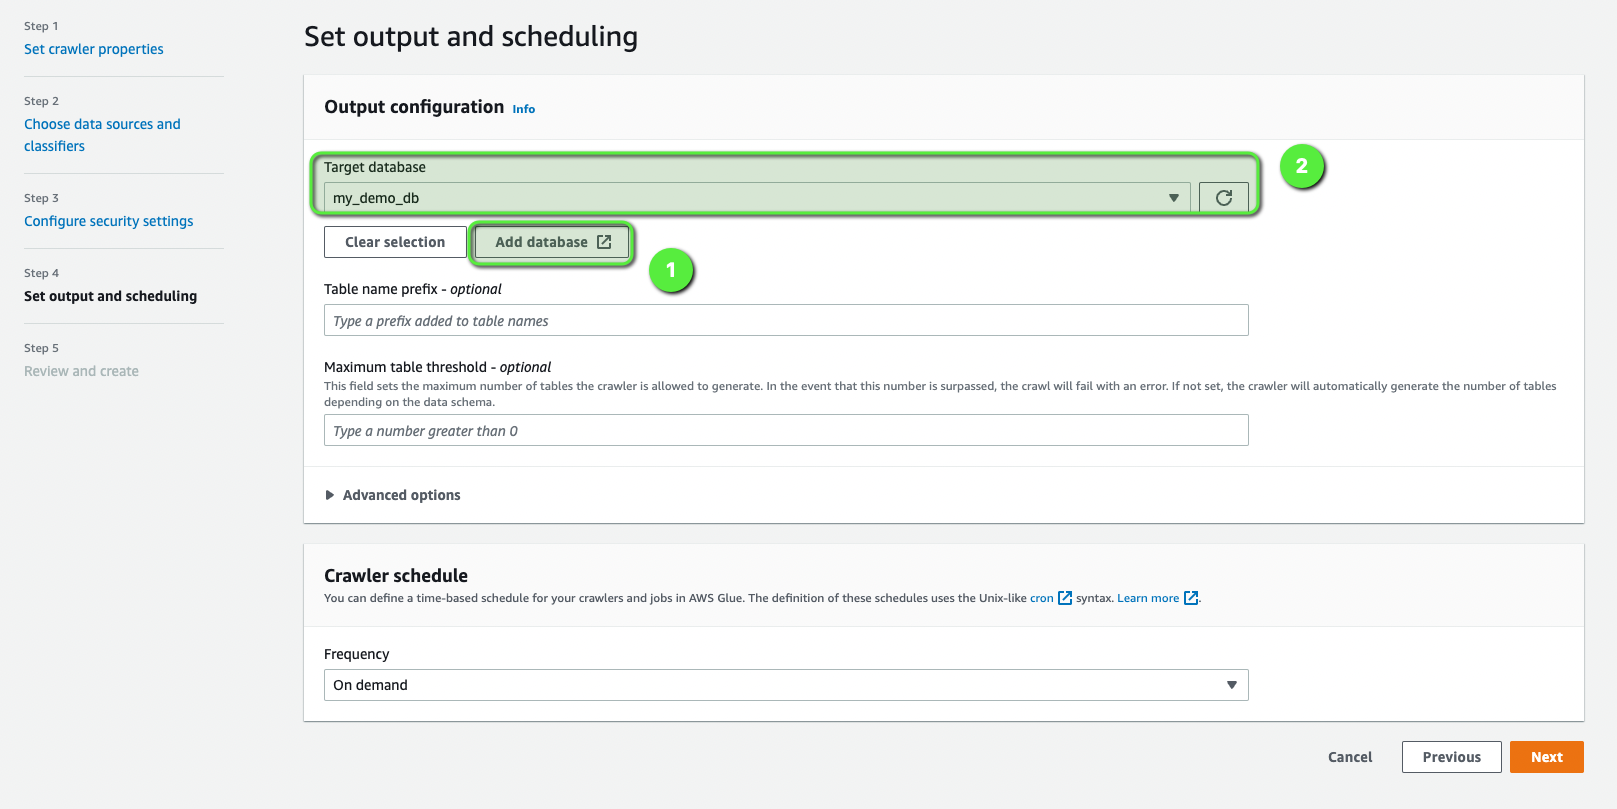 Step 1
Set crawler properties
Step 2
Choose data sources and
classifiers
Step 3
Configure security settings
Step 4
Set output and scheduling
Step 5
Review and create
Set output and scheduling
Output configuration Info
Target database
my_demo_db
2
Clear selection
Add database
1
Table name prefix - optional
Type a prefix added to table names
Maximum table threshold - optional
This field sets the maximum number of tables the crawler is allowed to generate. In the event that this number is surpassed, the crawl will fail with an error. If not set, the crawler will automatically generate the number of tables
depending on the data schema.
Type a number greater than 0
Advanced options
Crawler schedule
You can define a time-based schedule for your crawlers and jobs in AWS Glue. The definition of these schedules uses the Unix-like cron syntax. Learn more .
Frequency
On demand
Cancel
Previous
Next